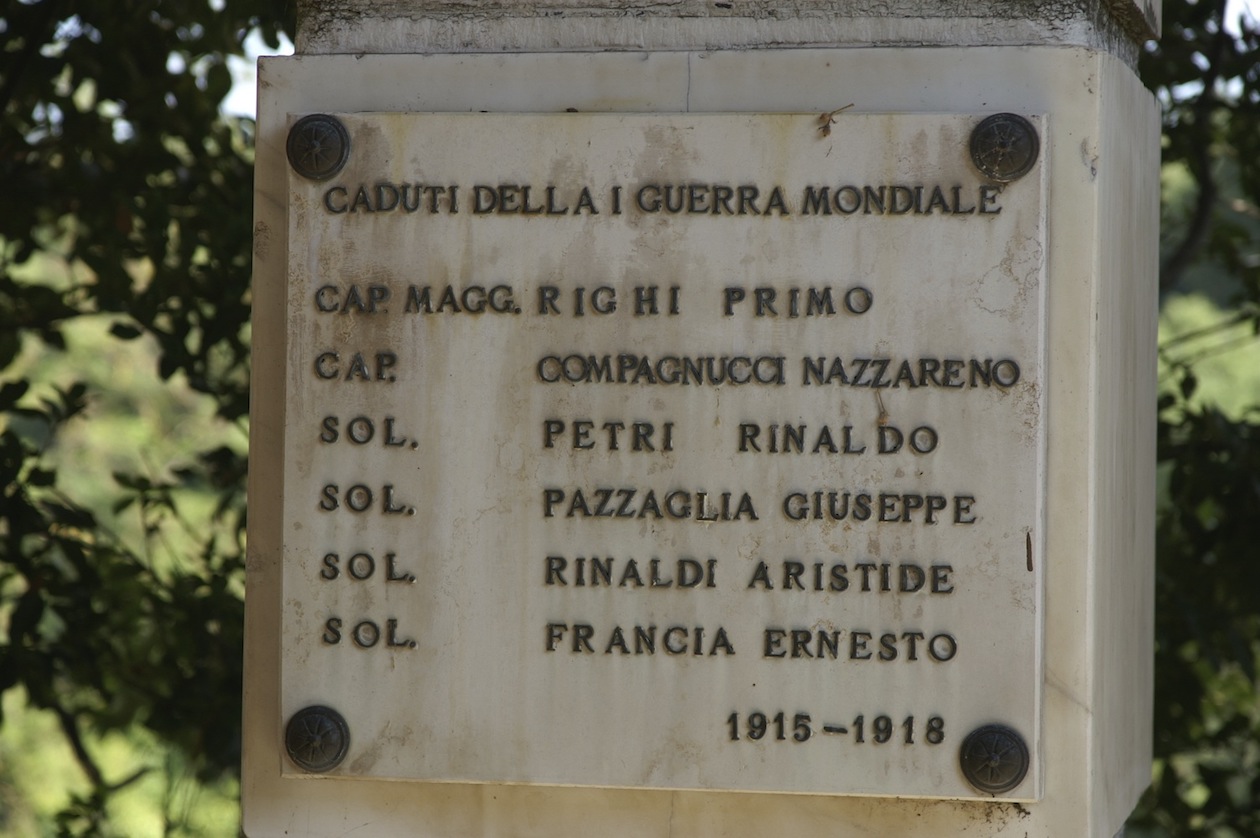 CADUTI DELLA I GUERRA MONDIALE
CAP. MAGG. RIGHI PRIMO
CAP. COMPAGNUCCI NAZZARENO
SOL. PETRI RINALDO
SOL. PAZZAGLIA GIUSEPPE
SOL. RINALDI ARISTIDE
SOL. FRANCIA ERNESTO
1915-1918